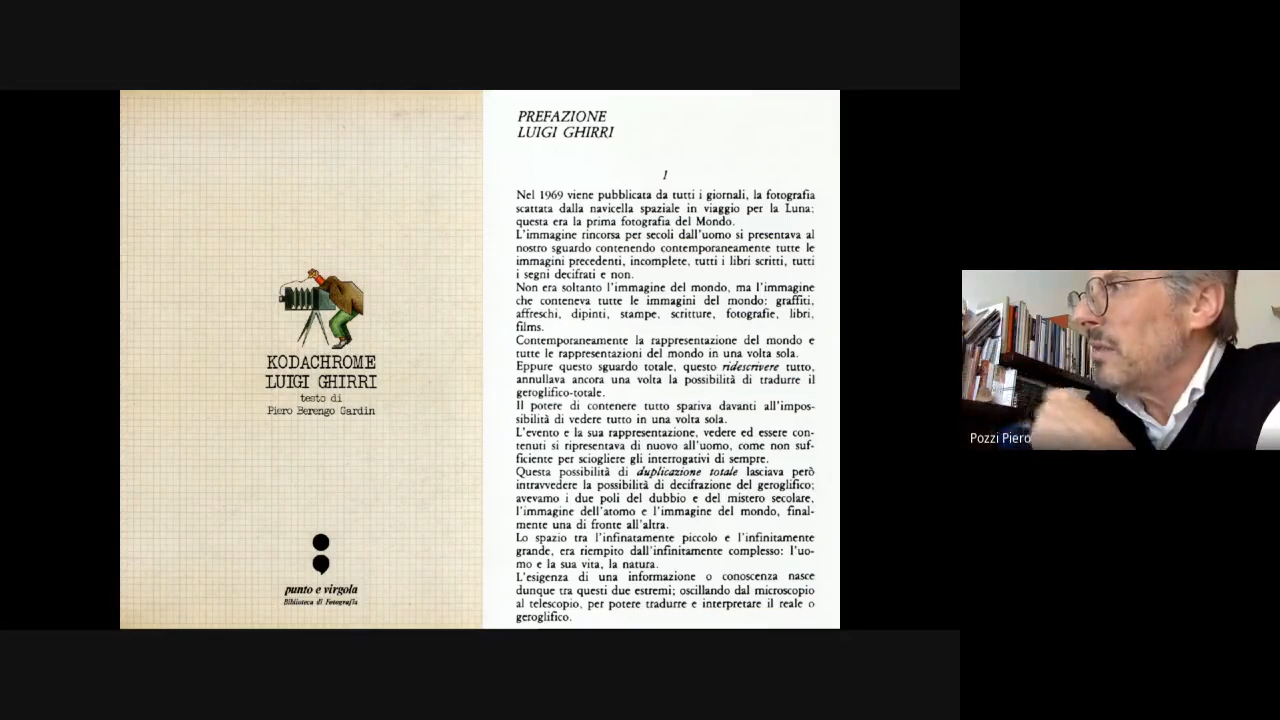 KODACHROME
LUIGI GHIRRI
testo di
Piero Berengo Gardin
punto e virgola
Biblioteca di Fotografia
PREFAZIONE
LUIGI GHIRRI
1
Nel 1969 viene pubblicata da tutti i giornali, la fotografia
scattata dalla navicella spaziale in viaggio per la Luna;
questa era la prima fotografia del Mondo.
L'immagine rincorsa per secoli dall'uomo si presentava al
nostro sguardo contenendo contemporaneamente tutte le
immagini precedenti, incomplete, tutti i libri scritti, tutti
i segni decifrati e non.
Non era soltanto l'immagine del mondo, ma l'immagine
che conteneva tutte le immagini del mondo: graffiti,
affreschi, dipinti, stampe, scritture, fotografie, libri,
films.
Contemporaneamente la rappresentazione del mondo e
tutte le rappresentazioni del mondo in una volta sola.
Eppure questo sguardo totale, questo ridescrivere tutto,
annullava ancora una volta la possibilità di tradurre il
geroglifico-totale.
Il potere di contenere tutto spariva davanti all'impos-
sibilità di vedere tutto in una volta sola.
L'evento e la sua rappresentazione, vedere ed essere con-
tenuti si ripresentava di nuovo all'uomo, come non suf-
ficiente per sciogliere gli interrogativi di sempre.
Questa possibilità di duplicazione totale lasciava però
intravvedere la possibilità di decifrazione del geroglifico;
avevamo i due poli del dubbio e del mistero secolare,
l'immagine dell'atomo e l'immagine del mondo, final-
mente una di fronte all'altra.
Lo spazio tra l'infinatamente piccolo e l'infinitamente
grande, era riempito dall'infinitamente complesso: l'uo-
mo e la sua vita, la natura.
L'esigenza di una informazione o conoscenza nasce
dunque tra questi due estremi; oscillando dal microscopio
al telescopio, per potere tradurre e interpretare il reale o
geroglifico.
Pozzi Piero